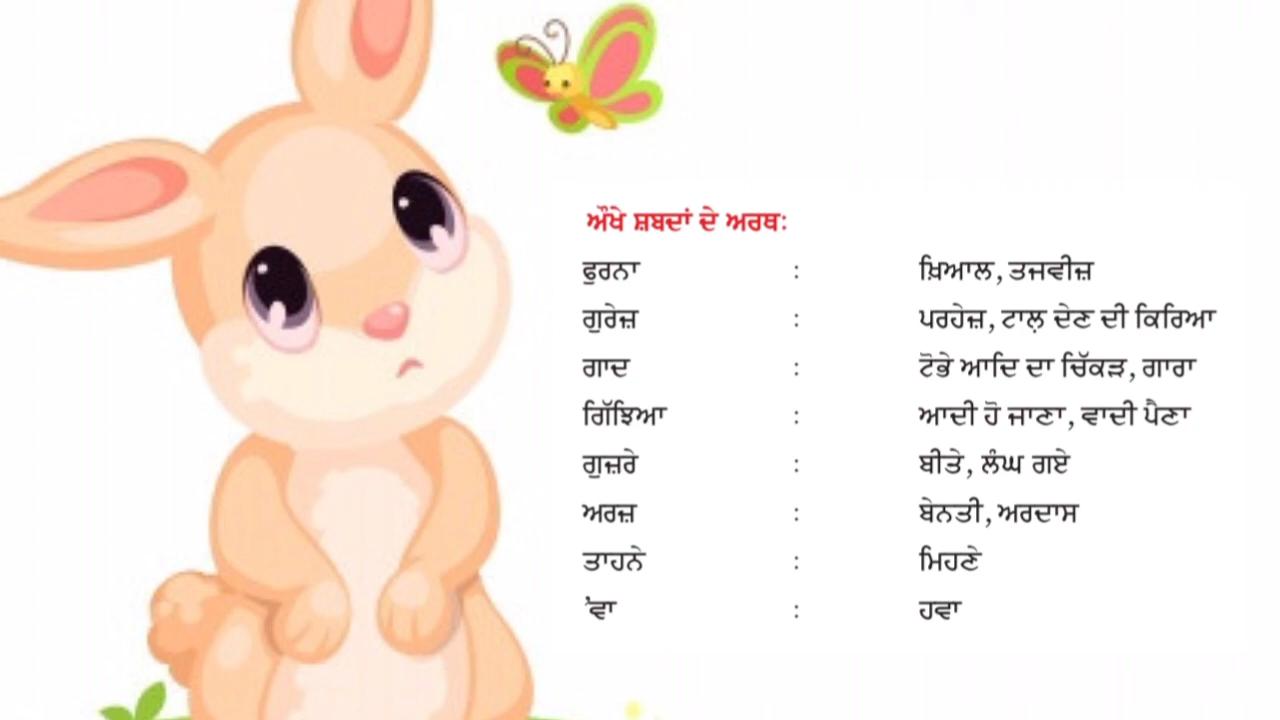 ਔਖੇ ਸ਼ਬਦਾਂ ਦੇ ਅਰਥ:
ਫੁਰਨਾ : ਖ਼ਿਆਲ, ਤਜਵੀਜ਼
ਗੁਰੇਜ਼ : ਪਰਹੇਜ਼, ਟਾਲ਼ ਦੇਣ ਦੀ ਕਿਰਿਆ
ਗਾਦ : ਟੋਭੇ ਆਦਿ ਦਾ ਚਿੱਕੜ, ਗਾਰਾ
ਗਿੱਝਿਆ : ਆਦੀ ਹੋ ਜਾਣਾ, ਵਾਦੀ ਪੈਣਾ
ਗੁਜ਼ਰੇ : ਬੀਤੇ, ਲੰਘ ਗਏ
ਅਰਜ਼ : ਬੇਨਤੀ, ਅਰਦਾਸ
ਤਾਹਨੇ : ਮਿਹਣੇ
'ਵਾ : ਹਵਾ